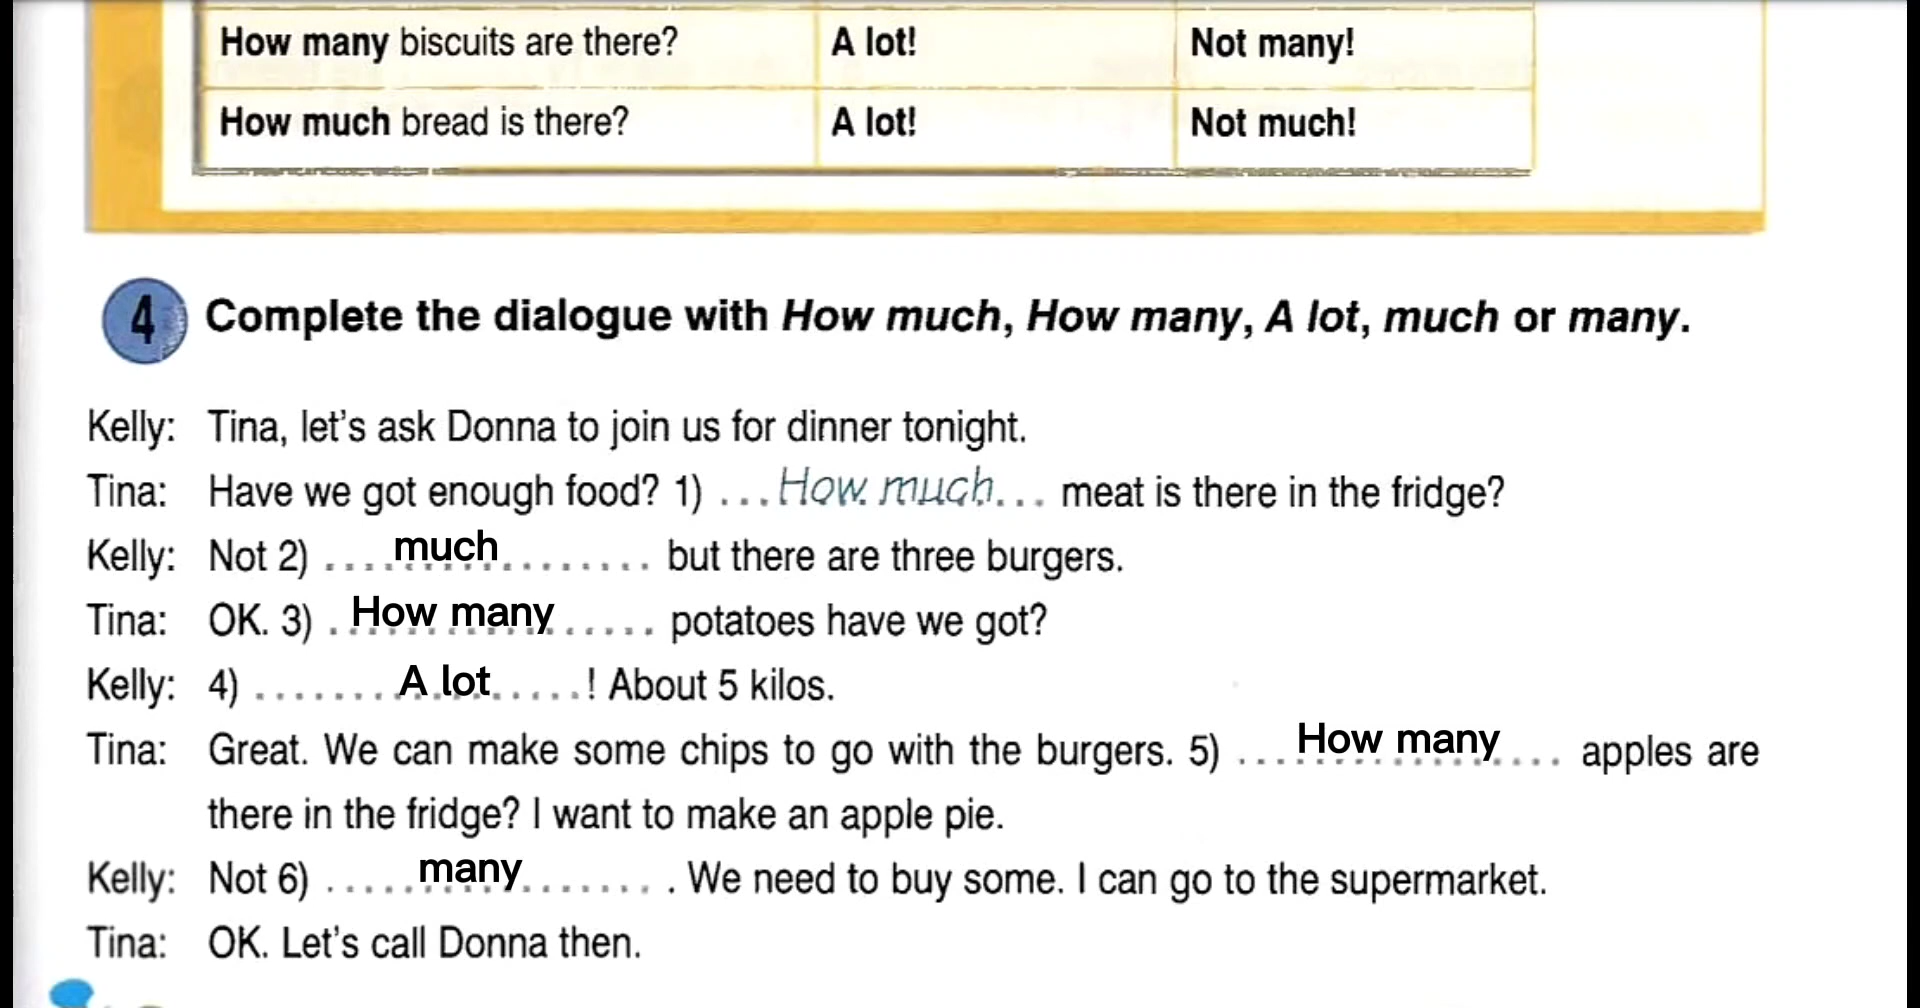 How many biscuits are there? A lot! Not many!
How much bread is there? A lot! Not much!
4 Complete the dialogue with How much, How many, A lot, much or many.
Kelly: Tina, let's ask Donna to join us for dinner tonight.
Tina: Have we got enough food? 1) ...How much... meat is there in the fridge?
Kelly: Not 2) ....much........ but there are three burgers.
Tina: OK. 3) .How many..... potatoes have we got?
Kelly: 4) ........A lot.....! About 5 kilos.
Tina: Great. We can make some chips to go with the burgers. 5) ...How many... apples are
there in the fridge? I want to make an apple pie.
Kelly: Not 6) ....many....... . We need to buy some. I can go to the supermarket.
Tina: OK. Let's call Donna then.